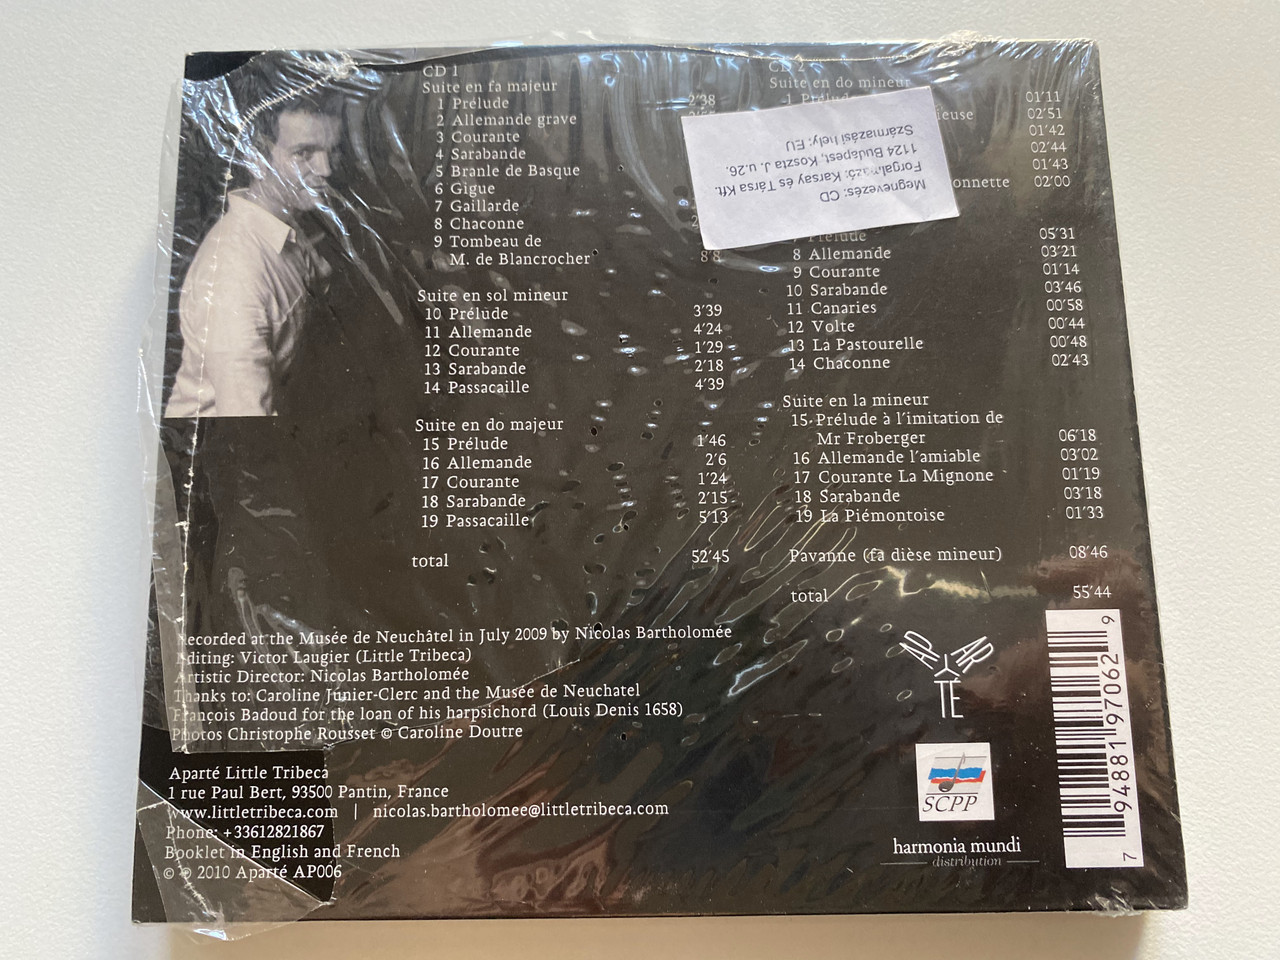 CD 1
Suite en fa majeur
1 Prélude 2'38
2 Allemande grave
3 Courante
4 Sarabande
5 Branle de Basque
6 Gigue
7 Gaillarde
8 Chaconne
9 Tombeau de
M. de Blancrocher 8'8
Suite en sol mineur
10 Prélude 3'39
11 Allemande 4'24
12 Courante 1'29
13 Sarabande 2'18
14 Passacaille 4'39
Suite en do majeur
15 Prélude 1'46
16 Allemande 2'6
17 Courante 1'24
18 Sarabande 2'15
19 Passacaille 5'13
total 52'45
CD 2
Suite en do mineur
1 Prélude 01'11
02'51
01'42
02'44
01'43
02'00
7 Prélude 05'31
8 Allemande 03'21
9 Courante 01'14
10 Sarabande 03'46
11 Canaries 00'58
12 Volte 00'44
13 La Pastourelle 00'48
14 Chaconne 02'43
Suite en la mineur
15 Prélude à l'imitation de
Mr Froberger 06'18
16 Allemande l'amiable 03'02
17 Courante La Mignone 01'19
18 Sarabande 03'18
19 La Piémontoise 01'33
Pavanne (fa dièse mineur) 08'46
total 55'44
Megnevezés: CD
Forgalmazó: Karsay és Társa Kft.
1124 Budapest, Koszta J. u.26.
Származási hely: EU
Recorded at the Musée de Neuchâtel in July 2009 by Nicolas Bartholomée
Editing: Victor Laugier (Little Tribeca)
Artistic Director: Nicolas Bartholomée
Thanks to: Caroline Junier-Clerc and the Musée de Neuchatel
François Badoud for the loan of his harpsichord (Louis Denis 1658)
Photos Christophe Rousset © Caroline Doutre
Aparté Little Tribeca
1 rue Paul Bert, 93500 Pantin, France
www.littletribeca.com | nicolas.bartholomee@littletribeca.com
Phone: +33612821867
Booklet in English and French
© ℗ 2010 Aparté AP006
APARTÉ
SCPP
harmonia mundi
distribution
7 94881 97062 9